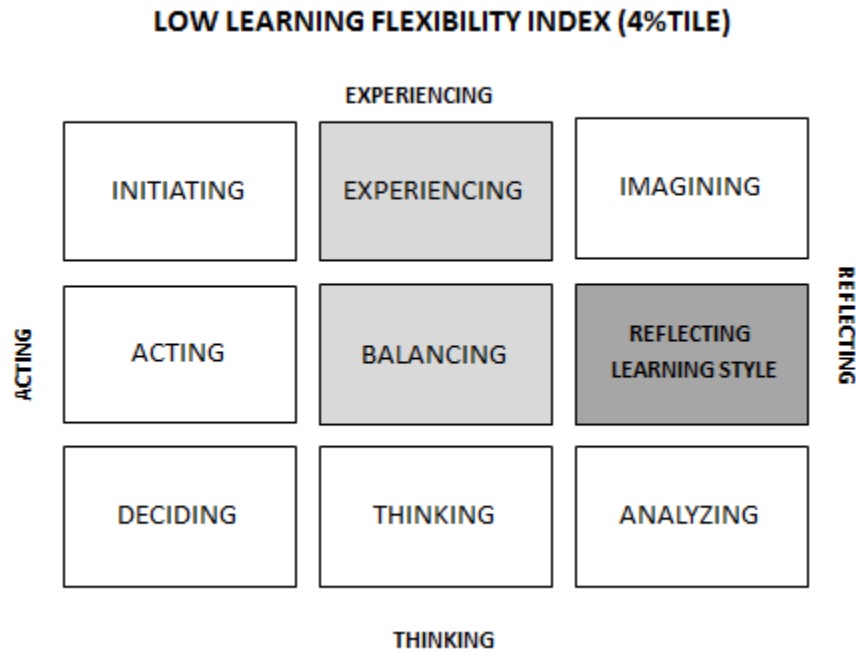 LOW LEARNING FLEXIBILITY INDEX (4%TILE)
EXPERIENCING
INITIATING
EXPERIENCING
IMAGINING
ACTING
ACTING
BALANCING
REFLECTING
LEARNING STYLE
REFLECTING
DECIDING
THINKING
ANALYZING
THINKING